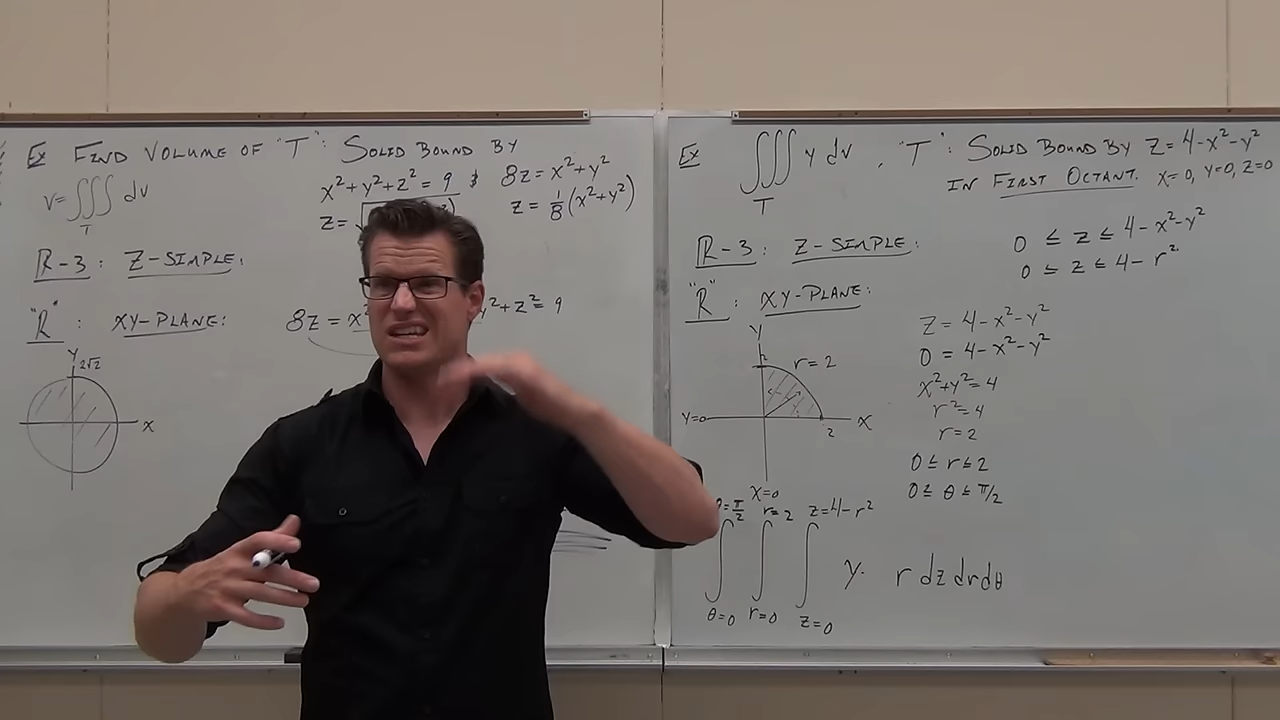 Ex FIND VOLUME OF "T": SOLID BOUND BY
V=∭ dV
T
x²+y²+z²=9 & 8z=x²+y²
z=√ z=1/8(x²+y²)
R-3: Z-SIMPLE:
"R": XY-PLANE:
8z=x² y²+z²=9
Y
2√2
X
Ex ∭ y dV, "T": SOLID BOUND BY z=4-x²-y²
T
IN FIRST OCTANT. X=0, Y=0, Z=0
R-3: Z-SIMPLE:
0 ≤ z ≤ 4-x²-y²
0 ≤ z ≤ 4-r²
"R": XY-PLANE:
Y
2 r=2
Y=0 X
2
X=0
z=4-x²-y²
0=4-x²-y²
x²+y²=4
r²=4
r=2
0≤r≤2
0≤θ≤π/2
θ=π/2 r=2 z=4-r²
∫ ∫ ∫ y· r dz dr dθ
θ=0 r=0 z=0